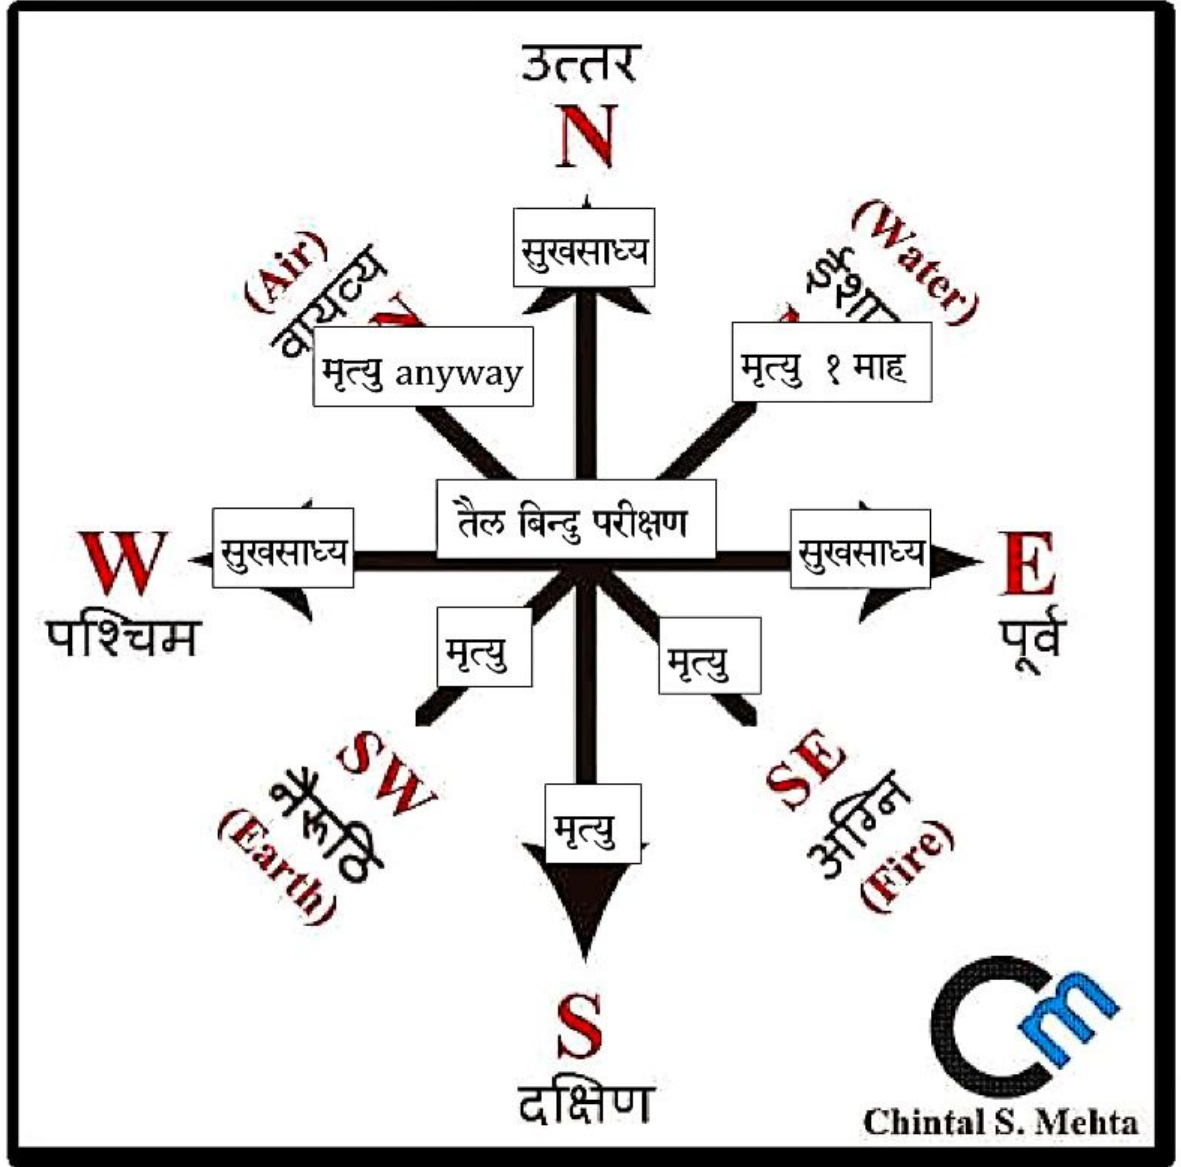 उत्तर
N
सुखसाध्य
(Air)
वायव्य
N
(Water)
मृत्यु anyway
मृत्यु १ माह
तैल बिन्दु परीक्षण
W
पश्चिम
सुखसाध्य
सुखसाध्य
E
पूर्व
मृत्यु
मृत्यु
SW
नैरूठि
(Earth)
SE
अग्नि
(Fire)
मृत्यु
S
दक्षिण
Cm
Chintal S. Mehta